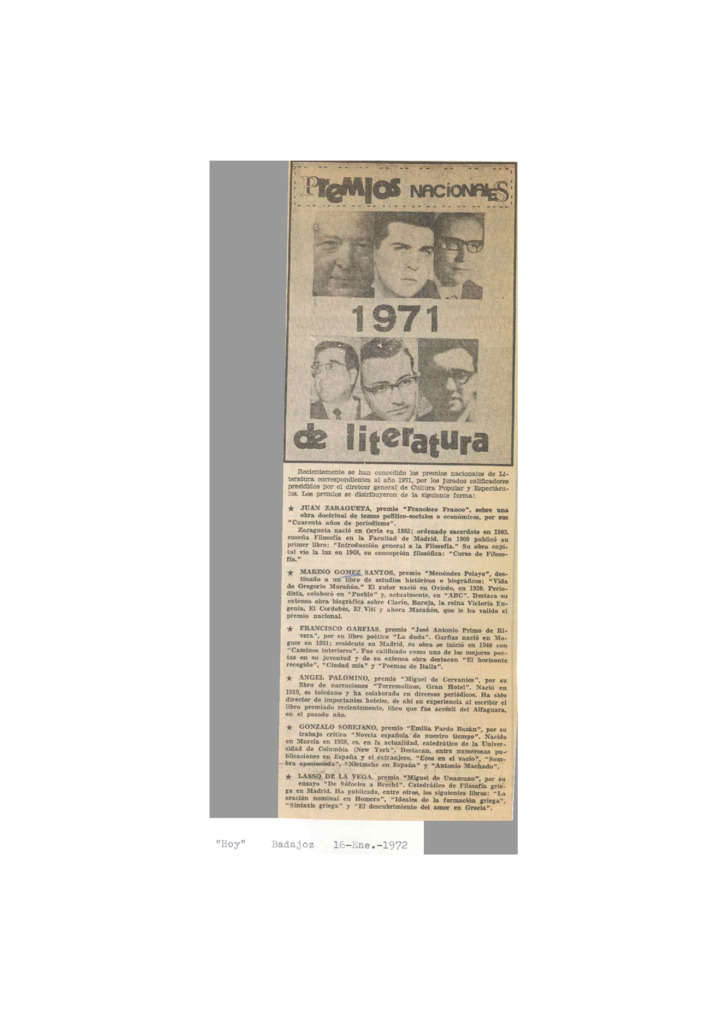 PREMIOS NACIONALES
1971
de literatura
Recientemente se han concedido los premios nacionales de Li-
teratura correspondientes al año 1971, por los jurados calificadores
presididos por el diretcor general de Cultura Popular y Espectácu-
los. Los premios se distribuyeron de la siguiente forma:
★ JUAN ZARAGUETA, premio "Francisco Franco", sobre una
obra doctrinal de temas político-sociales o económicos, por sus
"Cuarenta años de periodismo".
Zaragueta nació en Orria en 1883; ordenado sacerdote en 1903,
enseña Filosofía en la Facultad de Madrid. En 1909 publicó su
primer libro: "Introducción general a la Filosofía." Su obra capi-
tal vio la luz en 1968, su concepción filosófica: "Curso de Filoso-
fía."
★ MARINO GOMEZ SANTOS, premio "Menéndez Pelayo", des-
tinado a un libro de estudios históricos o biográficos: "Vida
de Gregorio Marañón." El autor nació en Oviedo, en 1930. Perio-
dista, colaboró en "Pueblo" y, actualmente, en "ABC". Destaca su
extensa obra biográfica sobre Clarín, Baroja, la reina Victoria Eu-
genia, El Cordobés, El Viti y ahora Marañón, que le ha valido el
premio nacional.
★ FRANCISCO GARFIAS, premio "José Antonio Primo de Ri-
vera", por su libro poético "La duda". Garfias nació en Mo-
guer en 1921; residente en Madrid, su obra se inició en 1940 con
"Caminos interiores". Fue calificado como uno de los mejores poe-
tas en su juventud y de su extensa obra destacan "El horizonte
recogido", "Ciudad mía" y "Poemas de Italia".
★ ANGEL PALOMINO, premio "Miguel de Cervantes", por su
libro de narraciones "Torremolinos, Gran Hotel". Nació en
1919, es toledano y ha colaborado en diversos periódicos. Ha sido
director de importantes hoteles, de ahí su experiencia al escribir el
libro premiado recientemente, libro que fue accésit del Alfaguara,
en el pasado año.
★ GONZALO SOBEJANO, premio "Emilia Pardo Bazán", por su
trabajo crítico "Novela española de nuestro tiempo". Nacido
en Murcia en 1928, es, en la actualidad, catedrático de la Univer-
sidad de Columbia (New York). Destacan, entre numerosas pu-
blicaciones en España y el extranjero, "Eros en el vacío", "Som-
bra apasionada", "Nietzsche en España" y "Antonio Machado".
★ LASSO DE LA VEGA, premio "Miguel de Unamuno", por su
ensayo "De Sófocles a Brecht". Catedrático de Filosofía grie-
ga en Madrid. Ha publicado, entre otros, los siguientes libros: "La
oración nominal en Homero", "Ideales de la formación griega",
"Sintaxis griega" y "El descubrimiento del amor en Grecia".
"Hoy" Badajoz 16-Ene.-1972